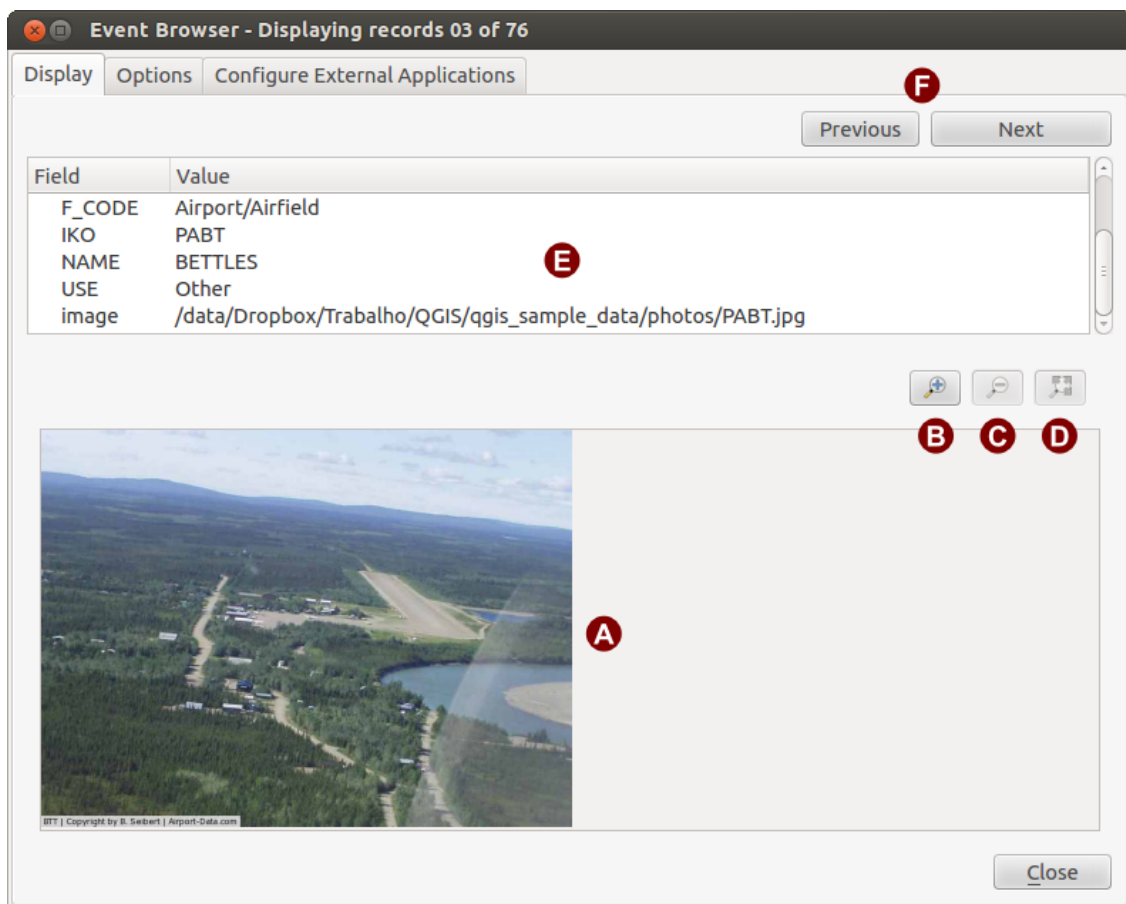 Event Browser - Displaying records 03 of 76
Display Options Configure External Applications
F
Previous Next
Field Value
F_CODE Airport/Airfield
IKO PABT
NAME BETTLES
E
USE Other
image /data/Dropbox/Trabalho/QGIS/qgis_sample_data/photos/PABT.jpg
B C D
A
BTT | Copyright by B. Seibert | Airport-Data.com
Close